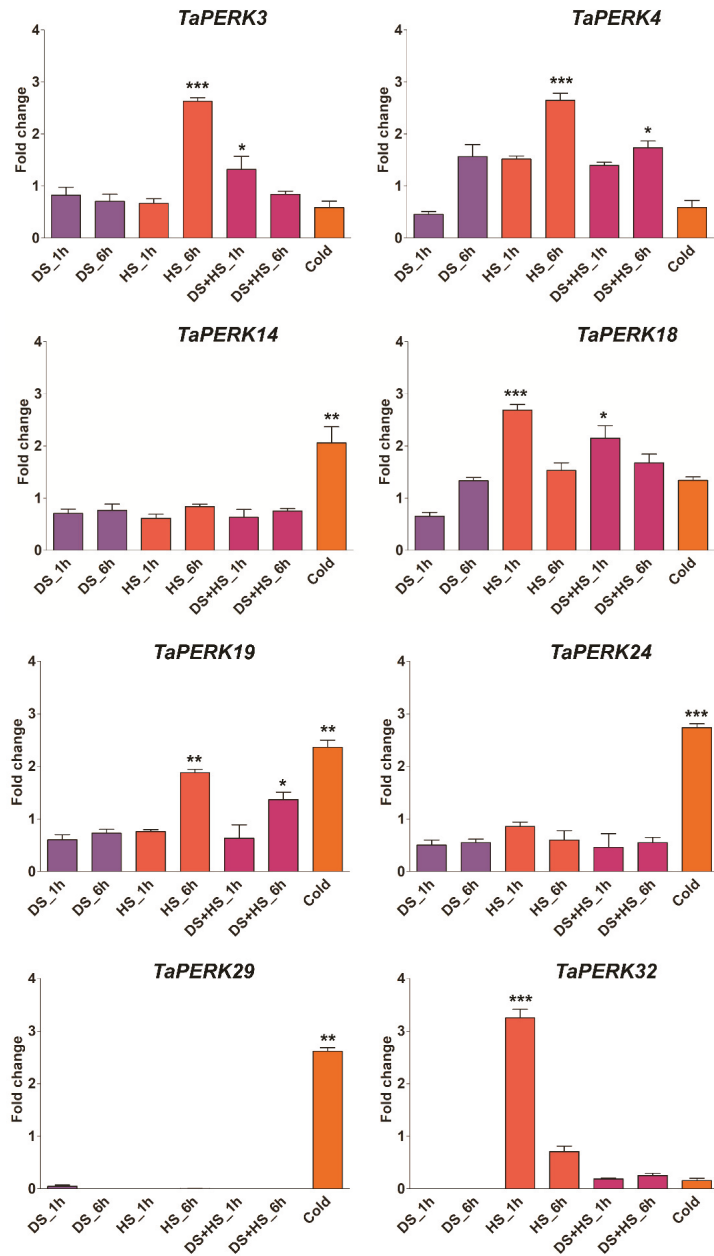 TaPERK3
4
3
2
1
0
Fold change
***
*
DS_1h
DS_6h
HS_1h
HS_6h
DS+HS_1h
DS+HS_6h
Cold
TaPERK4
4
3
2
1
0
Fold change
***
*
DS_1h
DS_6h
HS_1h
HS_6h
DS+HS_1h
DS+HS_6h
Cold
TaPERK14
4
3
2
1
0
Fold change
**
DS_1h
DS_6h
HS_1h
HS_6h
DS+HS_1h
DS+HS_6h
Cold
TaPERK18
4
3
2
1
0
Fold change
***
*
DS_1h
DS_6h
HS_1h
HS_6h
DS+HS_1h
DS+HS_6h
Cold
TaPERK19
4
3
2
1
0
Fold change
**
*
**
DS_1h
DS_6h
HS_1h
HS_6h
DS+HS_1h
DS+HS_6h
Cold
TaPERK24
4
3
2
1
0
Fold change
***
DS_1h
DS_6h
HS_1h
HS_6h
DS+HS_1h
DS+HS_6h
Cold
TaPERK29
4
3
2
1
0
Fold change
**
DS_1h
DS_6h
HS_1h
HS_6h
DS+HS_1h
DS+HS_6h
Cold
TaPERK32
4
3
2
1
0
Fold change
***
DS_1h
DS_6h
HS_1h
HS_6h
DS+HS_1h
DS+HS_6h
Cold